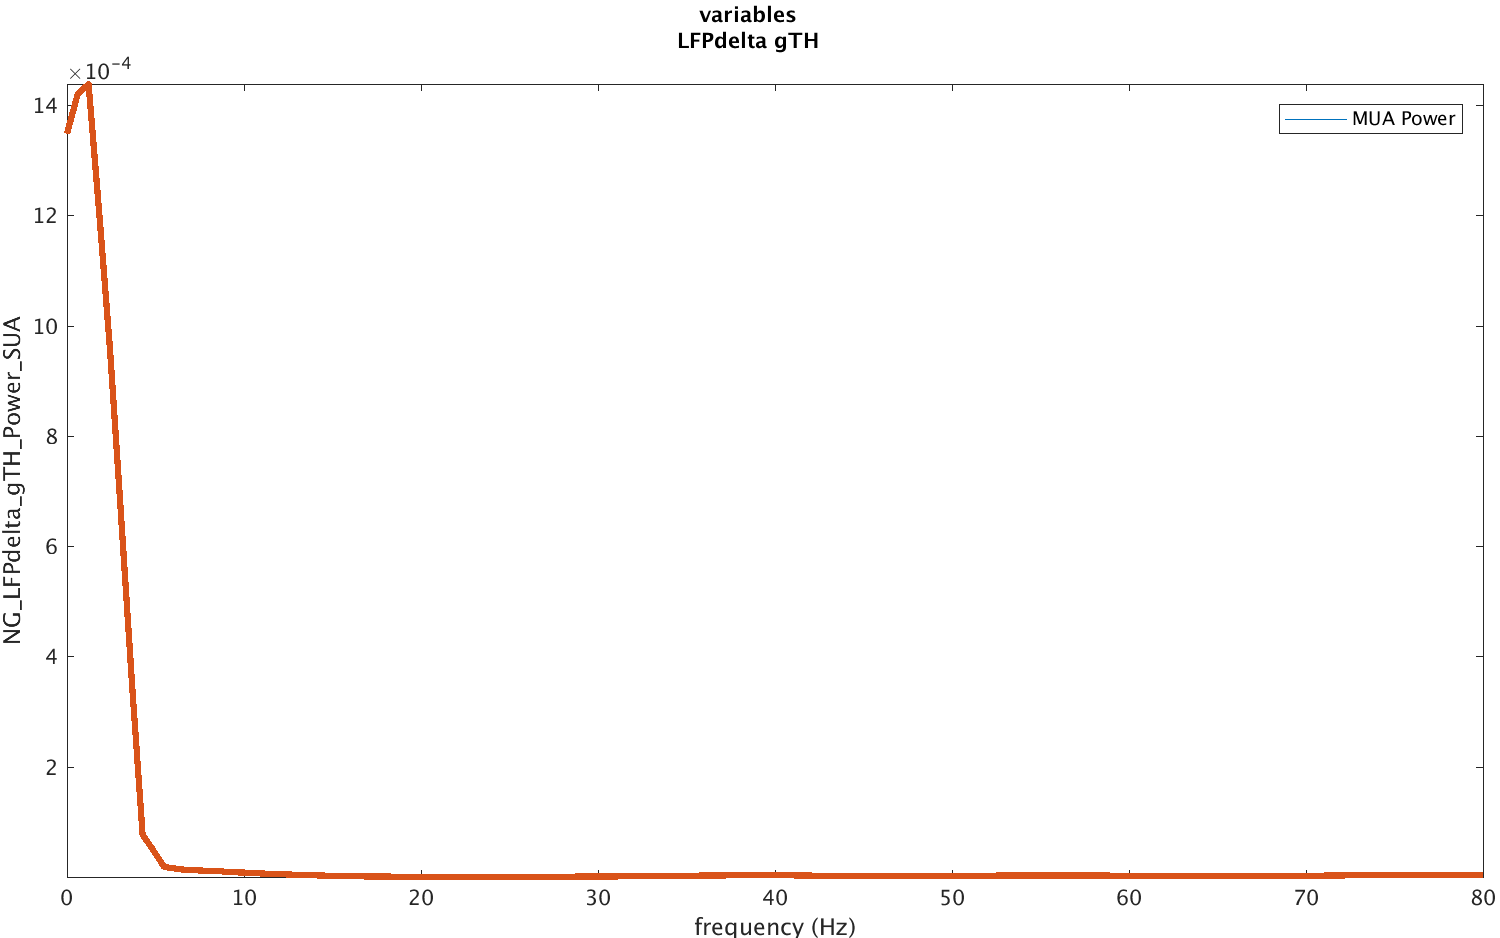 variables
LFPdelta gTH
×10⁻⁴
14
12
10
8
6
4
2
NG_LFPdelta_gTH_Power_SUA
MUA Power
0 10 20 30 40 50 60 70 80
frequency (Hz)